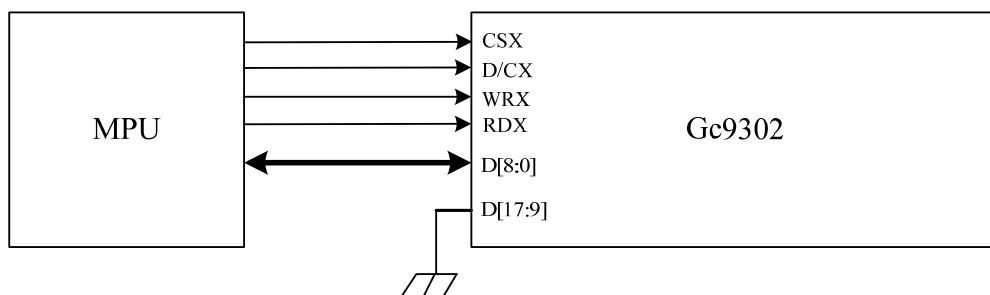 MPU
CSX
D/CX
WRX
RDX
D[8:0]
D[17:9]
Gc9302